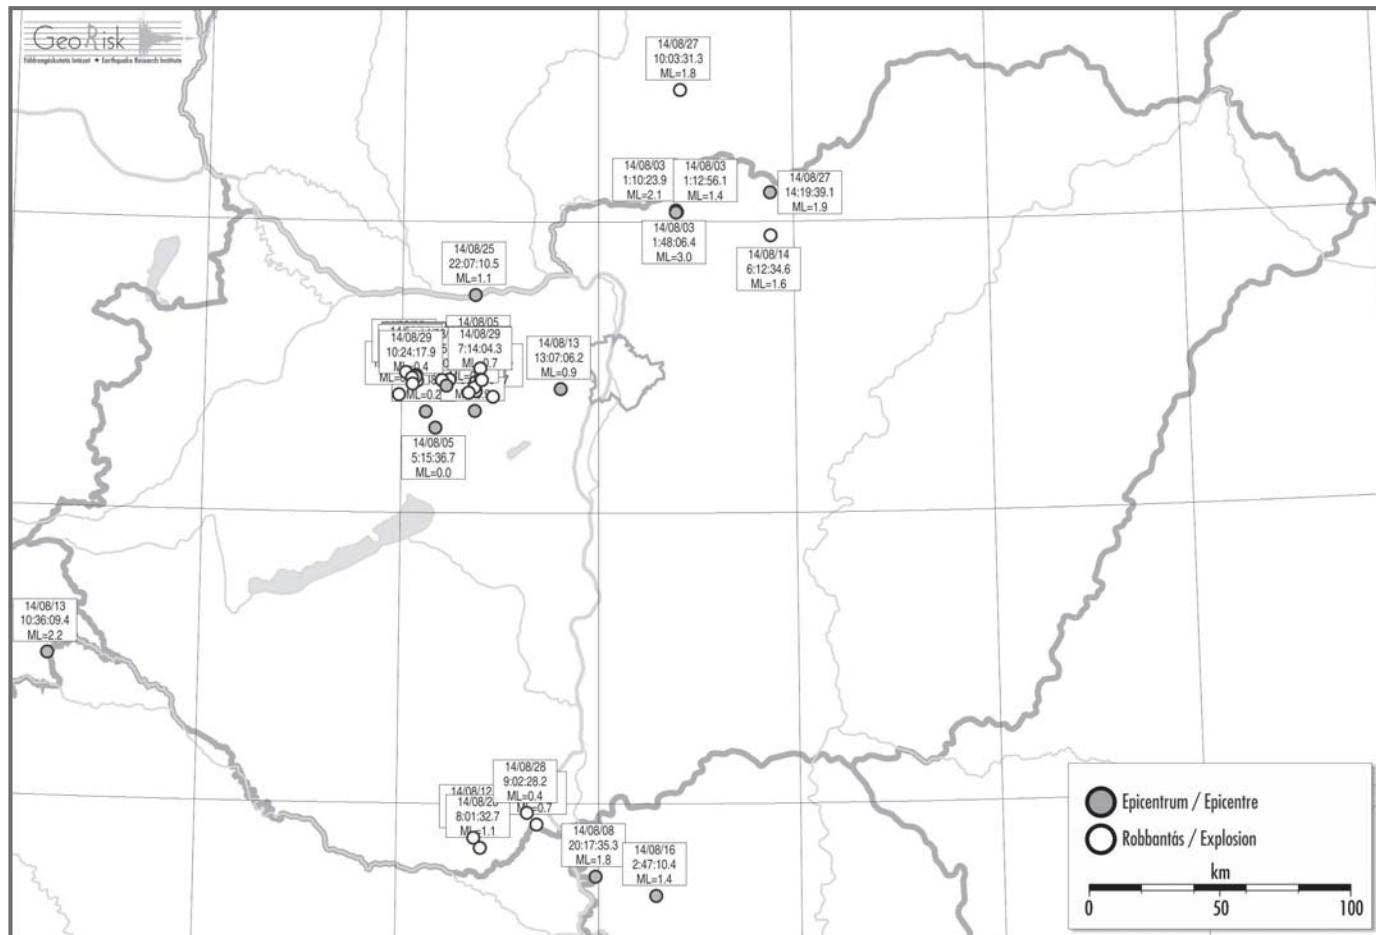 GeoRisk
Földrengéskutató Intézet ✦ Earthquake Research Institute
14/08/27
10:03:31.3
ML=1.8
14/08/03
1:10:23.9
ML=2.1
14/08/03
1:12:56.1
ML=1.4
14/08/27
14:19:39.1
ML=1.9
14/08/03
1:48:06.4
ML=3.0
14/08/14
6:12:34.6
ML=1.6
14/08/25
22:07:10.5
ML=1.1
14/08/05
14/08/29
10:24:17.9
ML=0.4
14/08/29
7:14:04.3
ML=0.7
14/08/13
13:07:06.2
ML=0.9
ML=0.2
14/08/05
5:15:36.7
ML=0.0
14/08/13
10:36:09.4
ML=2.2
14/08/28
9:02:28.2
ML=0.4
14/08/12
8:01:32.7
ML=1.1
14/08/08
20:17:35.3
ML=1.8
14/08/16
2:47:10.4
ML=1.4
Epicentrum / Epicentre
Robbantás / Explosion
km
0 50 100